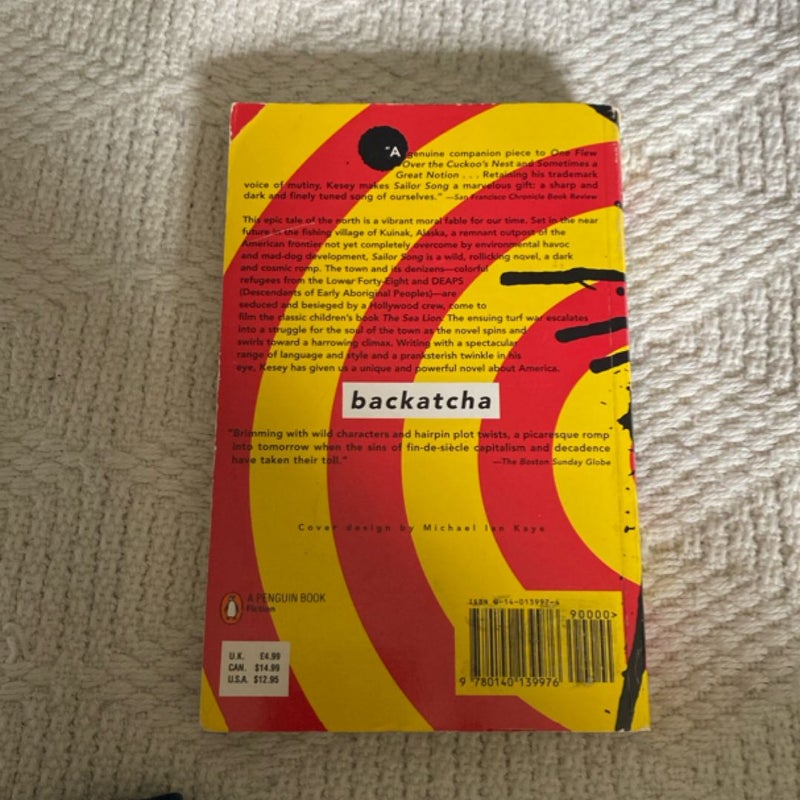 "A genuine companion piece to One Flew
Over the Cuckoo's Nest and Sometimes a
Great Notion . . . Retaining his trademark
voice of mutiny, Kesey makes Sailor Song a marvelous gift: a sharp and
dark and finely tuned song of ourselves." —San Francisco Chronicle Book Review
This epic tale of the north is a vibrant moral fable for our time. Set in the near
future in the fishing village of Kuinak, Alaska, a remnant outpost of the
American frontier not yet completely overcome by environmental havoc
and mad-dog development, Sailor Song is a wild, rollicking novel, a dark
and cosmic romp. The town and its denizens—colorful
refugees from the Lower Forty-Eight and DEAPS
(Descendants of Early Aboriginal Peoples)—are
seduced and besieged by a Hollywood crew, come to
film the classic children's book The Sea Lion. The ensuing turf war escalates
into a struggle for the soul of the town as the novel spins and
swirls toward a harrowing climax. Writing with a spectacular
range of language and style and a pranksterish twinkle in his
eye, Kesey has given us a unique and powerful novel about America.
backatcha
"Brimming with wild characters and hairpin plot twists, a picaresque romp
into tomorrow when the sins of fin-de-siècle capitalism and decadence
have taken their toll." —The Boston Sunday Globe
Cover design by Michael Ian Kaye
A PENGUIN BOOK
Fiction
ISBN 0-14-013997-6
90000>
9 780140 139976
U.K. £4.99
CAN. $14.99
U.S.A. $12.95